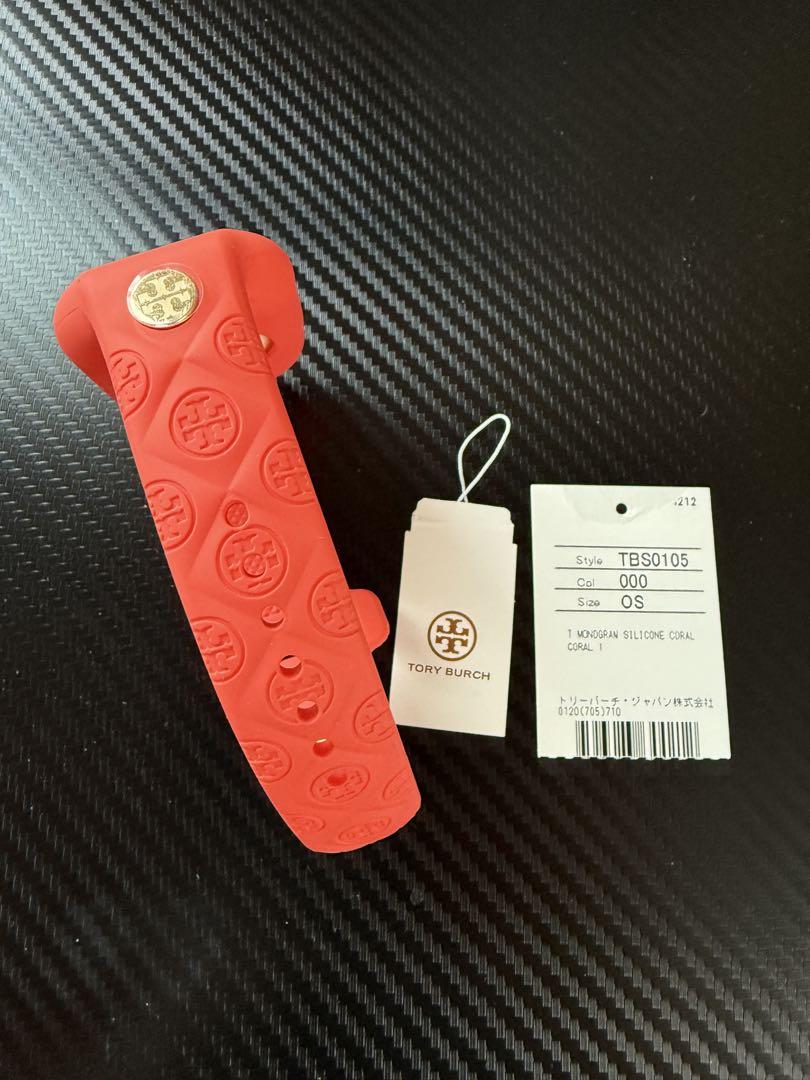 TORY BURCH
212
Style TBS0105
Col 000
Size OS
T MONOGRAM SILICONE CORAL
CORAL 1
トリーバーチ・ジャパン株式会社
0120(705)710